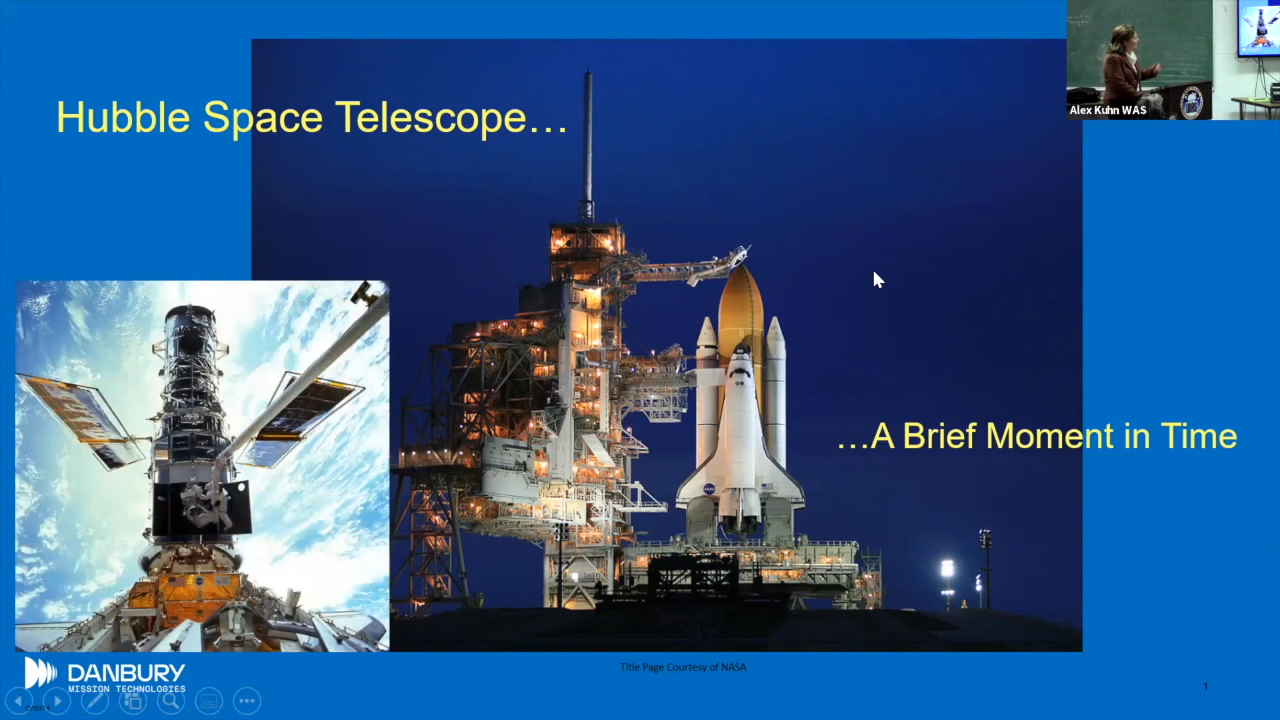 Hubble Space Telescope…
Alex Kuhn WAS
…A Brief Moment in Time
DANBURY
MISSION TECHNOLOGIES
Title Page Courtesy of NASA
1